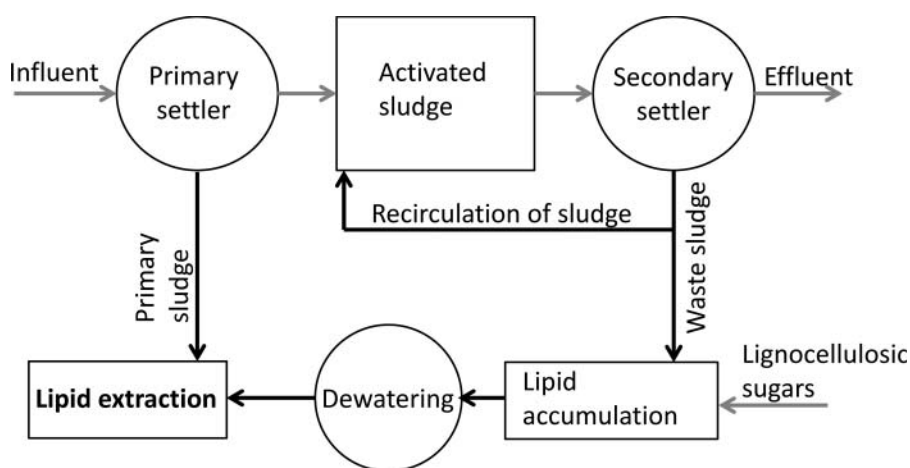 Influent
Primary
settler
Activated
sludge
Secondary
settler
Effluent
Recirculation of sludge
Primary
sludge
Waste sludge
Lipid extraction
Dewatering
Lipid
accumulation
Lignocellulosic
sugars